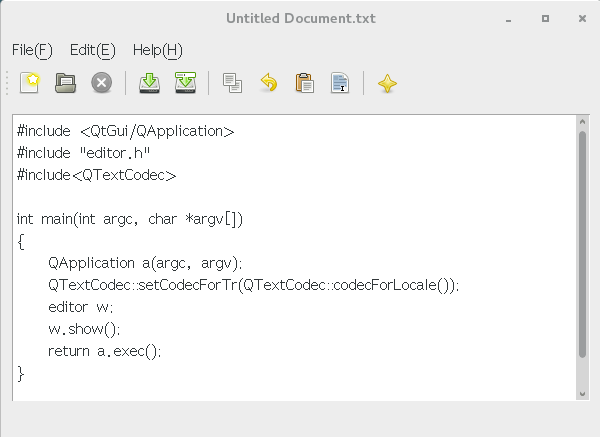 Untitled Document.txt
File(F) Edit(E) Help(H)
#include <QtGui/QApplication>
#include "editor.h"
#include<QTextCodec>
int main(int argc, char *argv[])
{
QApplication a(argc, argv);
QTextCodec::setCodecForTr(QTextCodec::codecForLocale());
editor w;
w.show();
return a.exec();
}